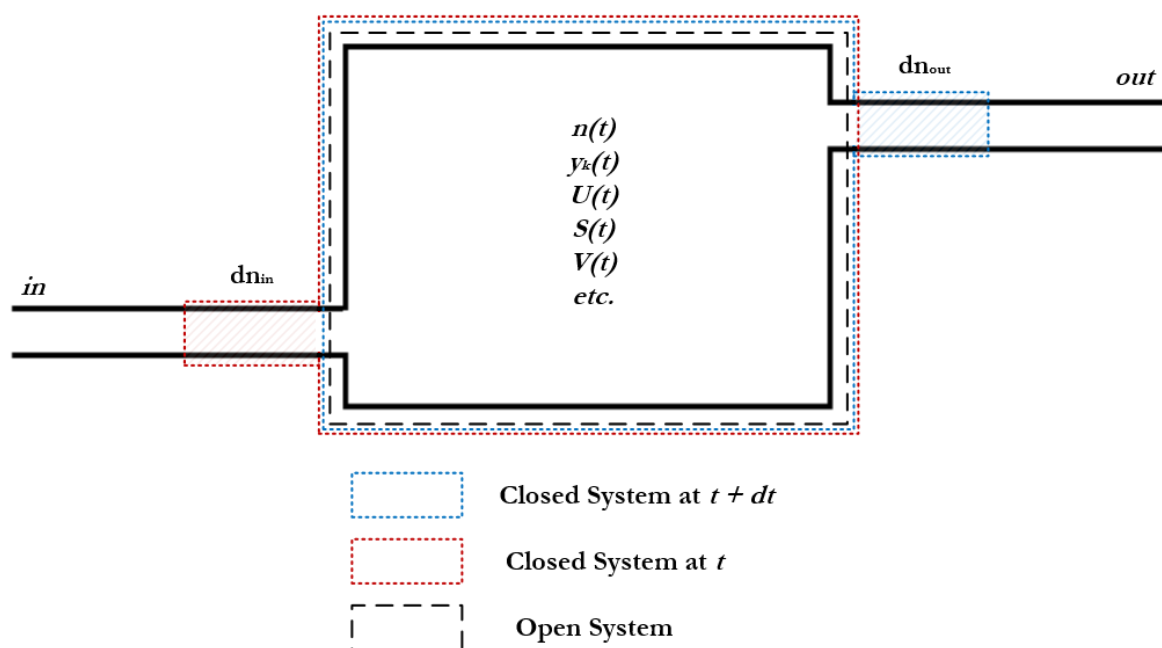 dnout
out
n(t)
yk(t)
U(t)
S(t)
V(t)
etc.
dnin
in
Closed System at t + dt
Closed System at t
Open System